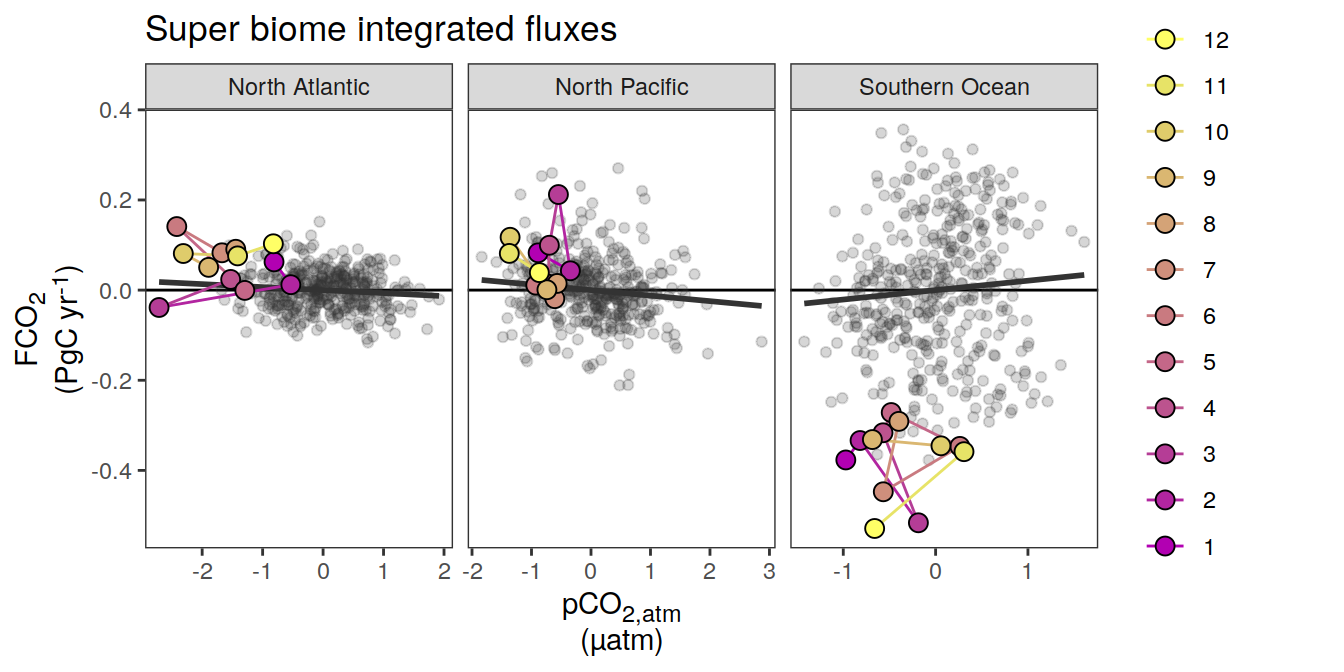 Super biome integrated fluxes
North Atlantic
North Pacific
Southern Ocean
0.4
0.2
0.0
-0.2
-0.4
FCO₂
(PgC yr⁻¹)
-2 -1 0 1 2
-2 -1 0 1 2 3
-1 0 1
pCO₂,atm
(µatm)
12
11
10
9
8
7
6
5
4
3
2
1